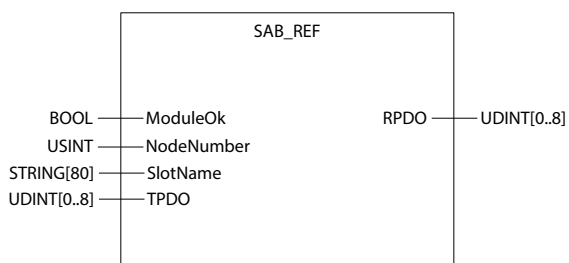 SAB_REF
BOOL ModuleOk RPDO UDINT[0..8]
USINT NodeNumber
STRING[80] SlotName
UDINT[0..8] TPDO